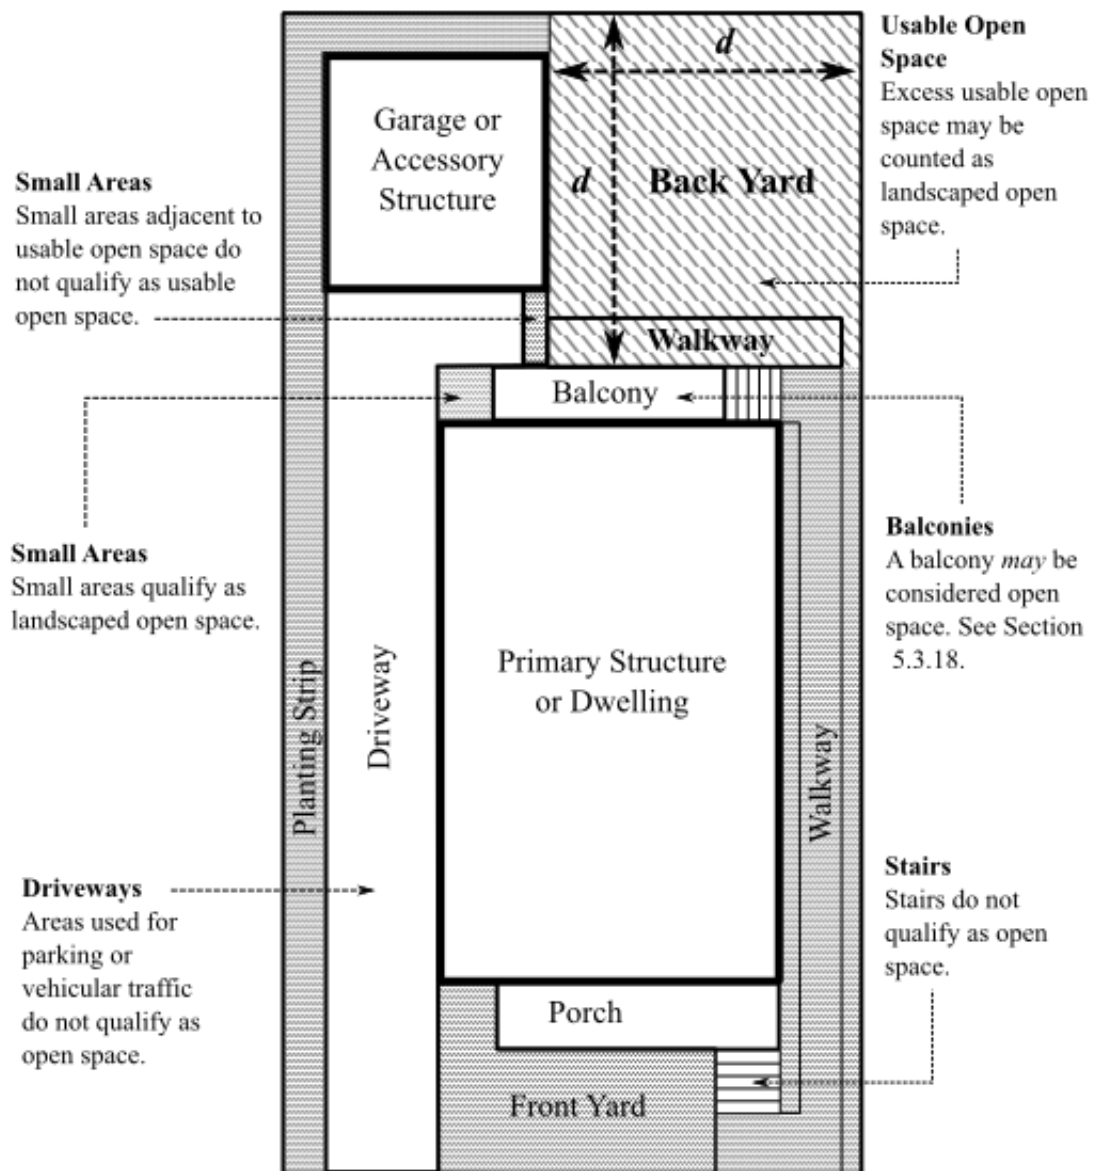 Usable Open
Space
Excess usable open
space may be
counted as
landscaped open
space.
d
d
Back Yard
Garage or
Accessory
Structure
Small Areas
Small areas adjacent to
usable open space do
not qualify as usable
open space.
Walkway
Balcony
Small Areas
Small areas qualify as
landscaped open space.
Balconies
A balcony may be
considered open
space. See Section
5.3.18.
Primary Structure
or Dwelling
Planting Strip
Driveway
Walkway
Driveways
Areas used for
parking or
vehicular traffic
do not qualify as
open space.
Stairs
Stairs do not
qualify as open
space.
Porch
Front Yard